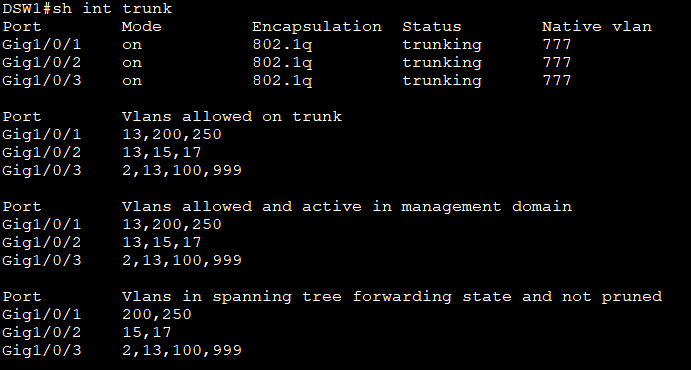 DSW1#sh int trunk
Port Mode Encapsulation Status Native vlan
Gig1/0/1 on 802.1q trunking 777
Gig1/0/2 on 802.1q trunking 777
Gig1/0/3 on 802.1q trunking 777
Port Vlans allowed on trunk
Gig1/0/1 13,200,250
Gig1/0/2 13,15,17
Gig1/0/3 2,13,100,999
Port Vlans allowed and active in management domain
Gig1/0/1 13,200,250
Gig1/0/2 13,15,17
Gig1/0/3 2,13,100,999
Port Vlans in spanning tree forwarding state and not pruned
Gig1/0/1 200,250
Gig1/0/2 15,17
Gig1/0/3 2,13,100,999